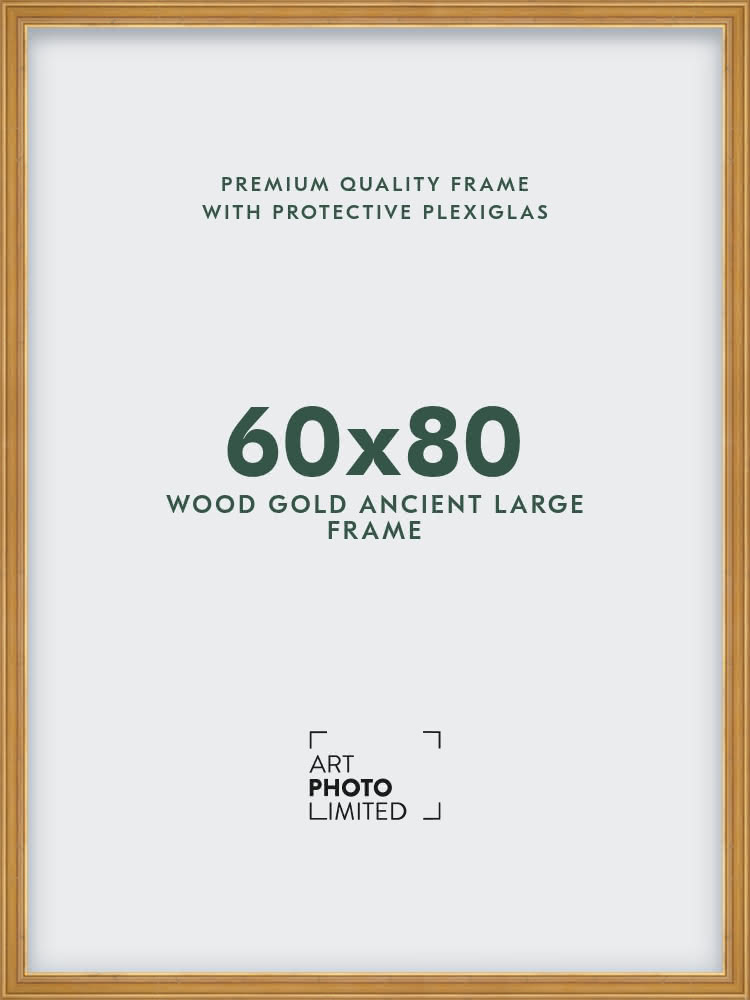 PREMIUM QUALITY FRAME
WITH PROTECTIVE PLEXIGLAS
60x80
WOOD GOLD ANCIENT LARGE
FRAME
ART
PHOTO
LIMITED